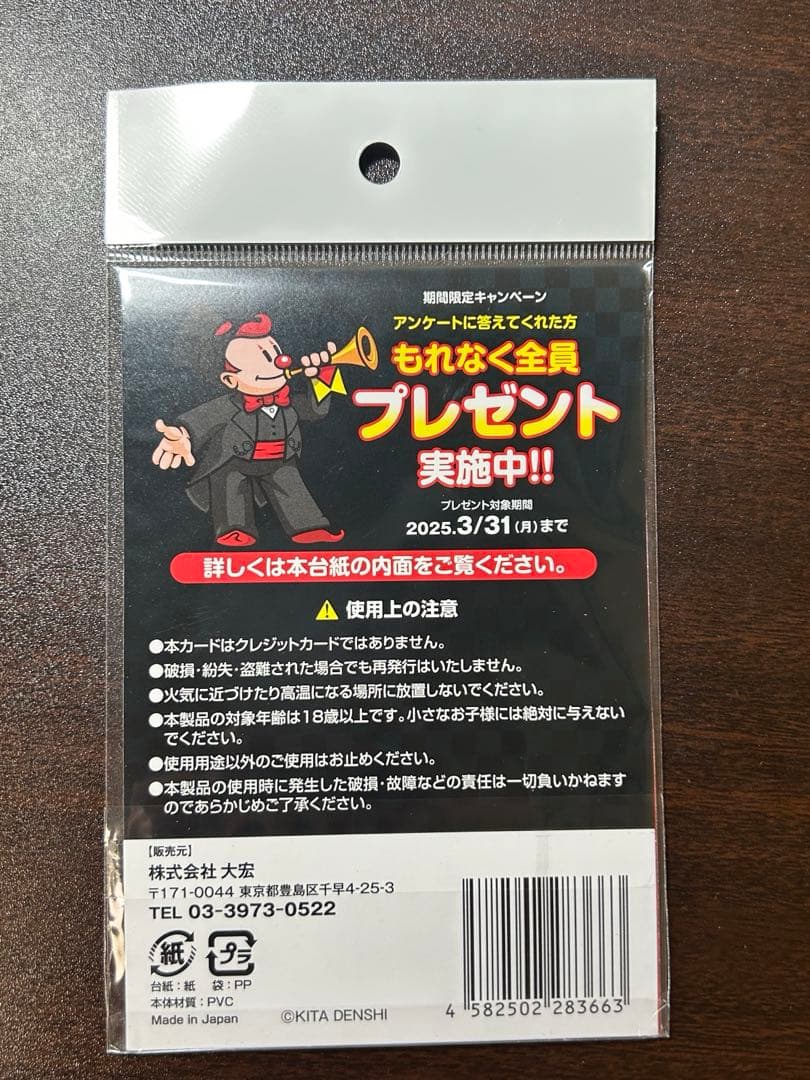 期間限定キャンペーン
アンケートに答えてくれた方
もれなく全員
プレゼント
実施中!!
プレゼント対象期間
2025.3/31(月)まで
詳しくは本台紙の内面をご覧ください。
使用上の注意
●本カードはクレジットカードではありません。
●破損・紛失・盗難された場合でも再発行はいたしません。
●火気に近づけたり高温になる場所に放置しないでください。
●本製品の対象年齢は18歳以上です。小さなお子様には絶対に与えない
でください。
●使用用途以外のご使用はお止めください。
●本製品の使用時に発生した破損・故障などの責任は一切負いかねます
のであらかじめご了承ください。
【販売元】
株式会社 大宏
〒171-0044 東京都豊島区千早4-25-3
TEL 03-3973-0522
紙 プラ
台紙:紙 袋:PP
本体材質:PVC
Made in Japan
©KITA DENSHI
4 582502 283663